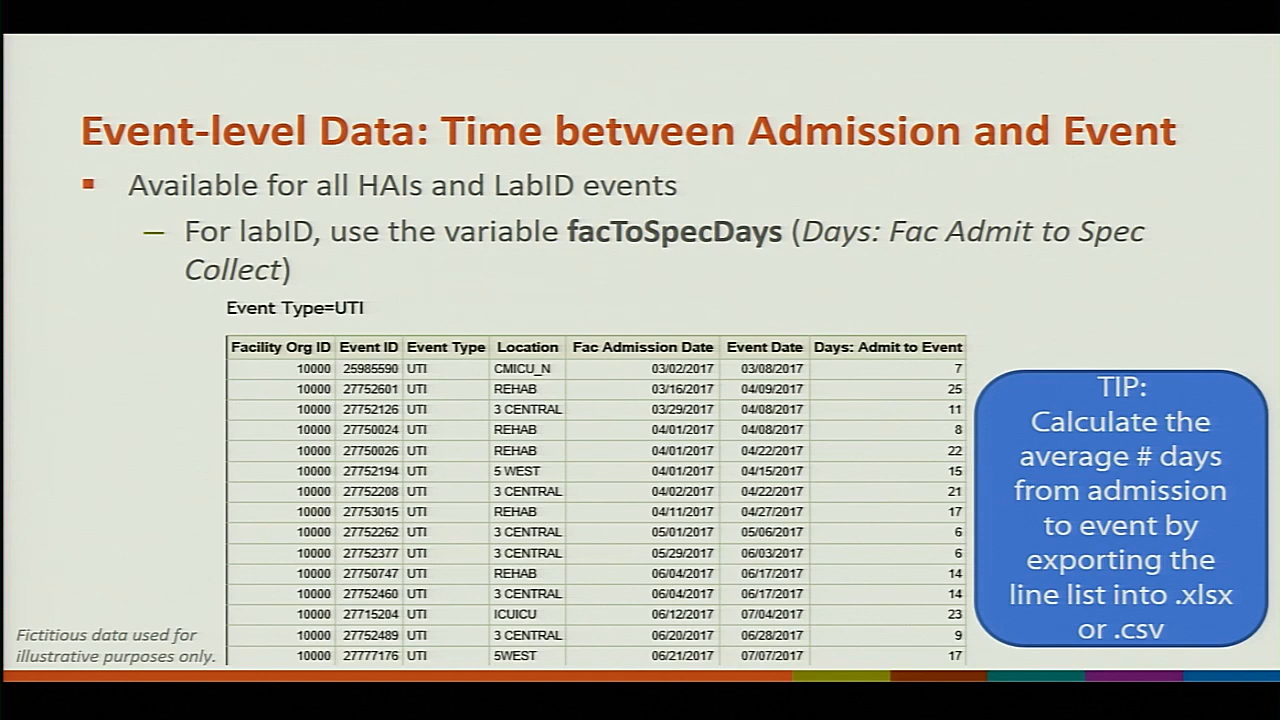 Event-level Data: Time between Admission and Event
▪ Available for all HAIs and LabID events
– For labID, use the variable facToSpecDays (Days: Fac Admit to Spec
Collect)
Event Type=UTI
Facility Org ID Event ID Event Type Location Fac Admission Date Event Date Days: Admit to Event
10000 25985590 UTI CMICU_N 03/02/2017 03/08/2017 7
10000 27752601 UTI REHAB 03/16/2017 04/09/2017 25
10000 27752126 UTI 3 CENTRAL 03/29/2017 04/08/2017 11
10000 27750024 UTI REHAB 04/01/2017 04/08/2017 8
10000 27750026 UTI REHAB 04/01/2017 04/22/2017 22
10000 27752194 UTI 5 WEST 04/01/2017 04/15/2017 15
10000 27752208 UTI 3 CENTRAL 04/02/2017 04/22/2017 21
10000 27753015 UTI REHAB 04/11/2017 04/27/2017 17
10000 27752262 UTI 3 CENTRAL 05/01/2017 05/06/2017 6
10000 27752377 UTI 3 CENTRAL 05/29/2017 06/03/2017 6
10000 27750747 UTI REHAB 06/04/2017 06/17/2017 14
10000 27752460 UTI 3 CENTRAL 06/04/2017 06/17/2017 14
10000 27715204 UTI ICUICU 06/12/2017 07/04/2017 23
10000 27752489 UTI 3 CENTRAL 06/20/2017 06/28/2017 9
10000 27777176 UTI 5WEST 06/21/2017 07/07/2017 17
TIP:
Calculate the
average # days
from admission
to event by
exporting the
line list into .xlsx
or .csv
Fictitious data used for
illustrative purposes only.